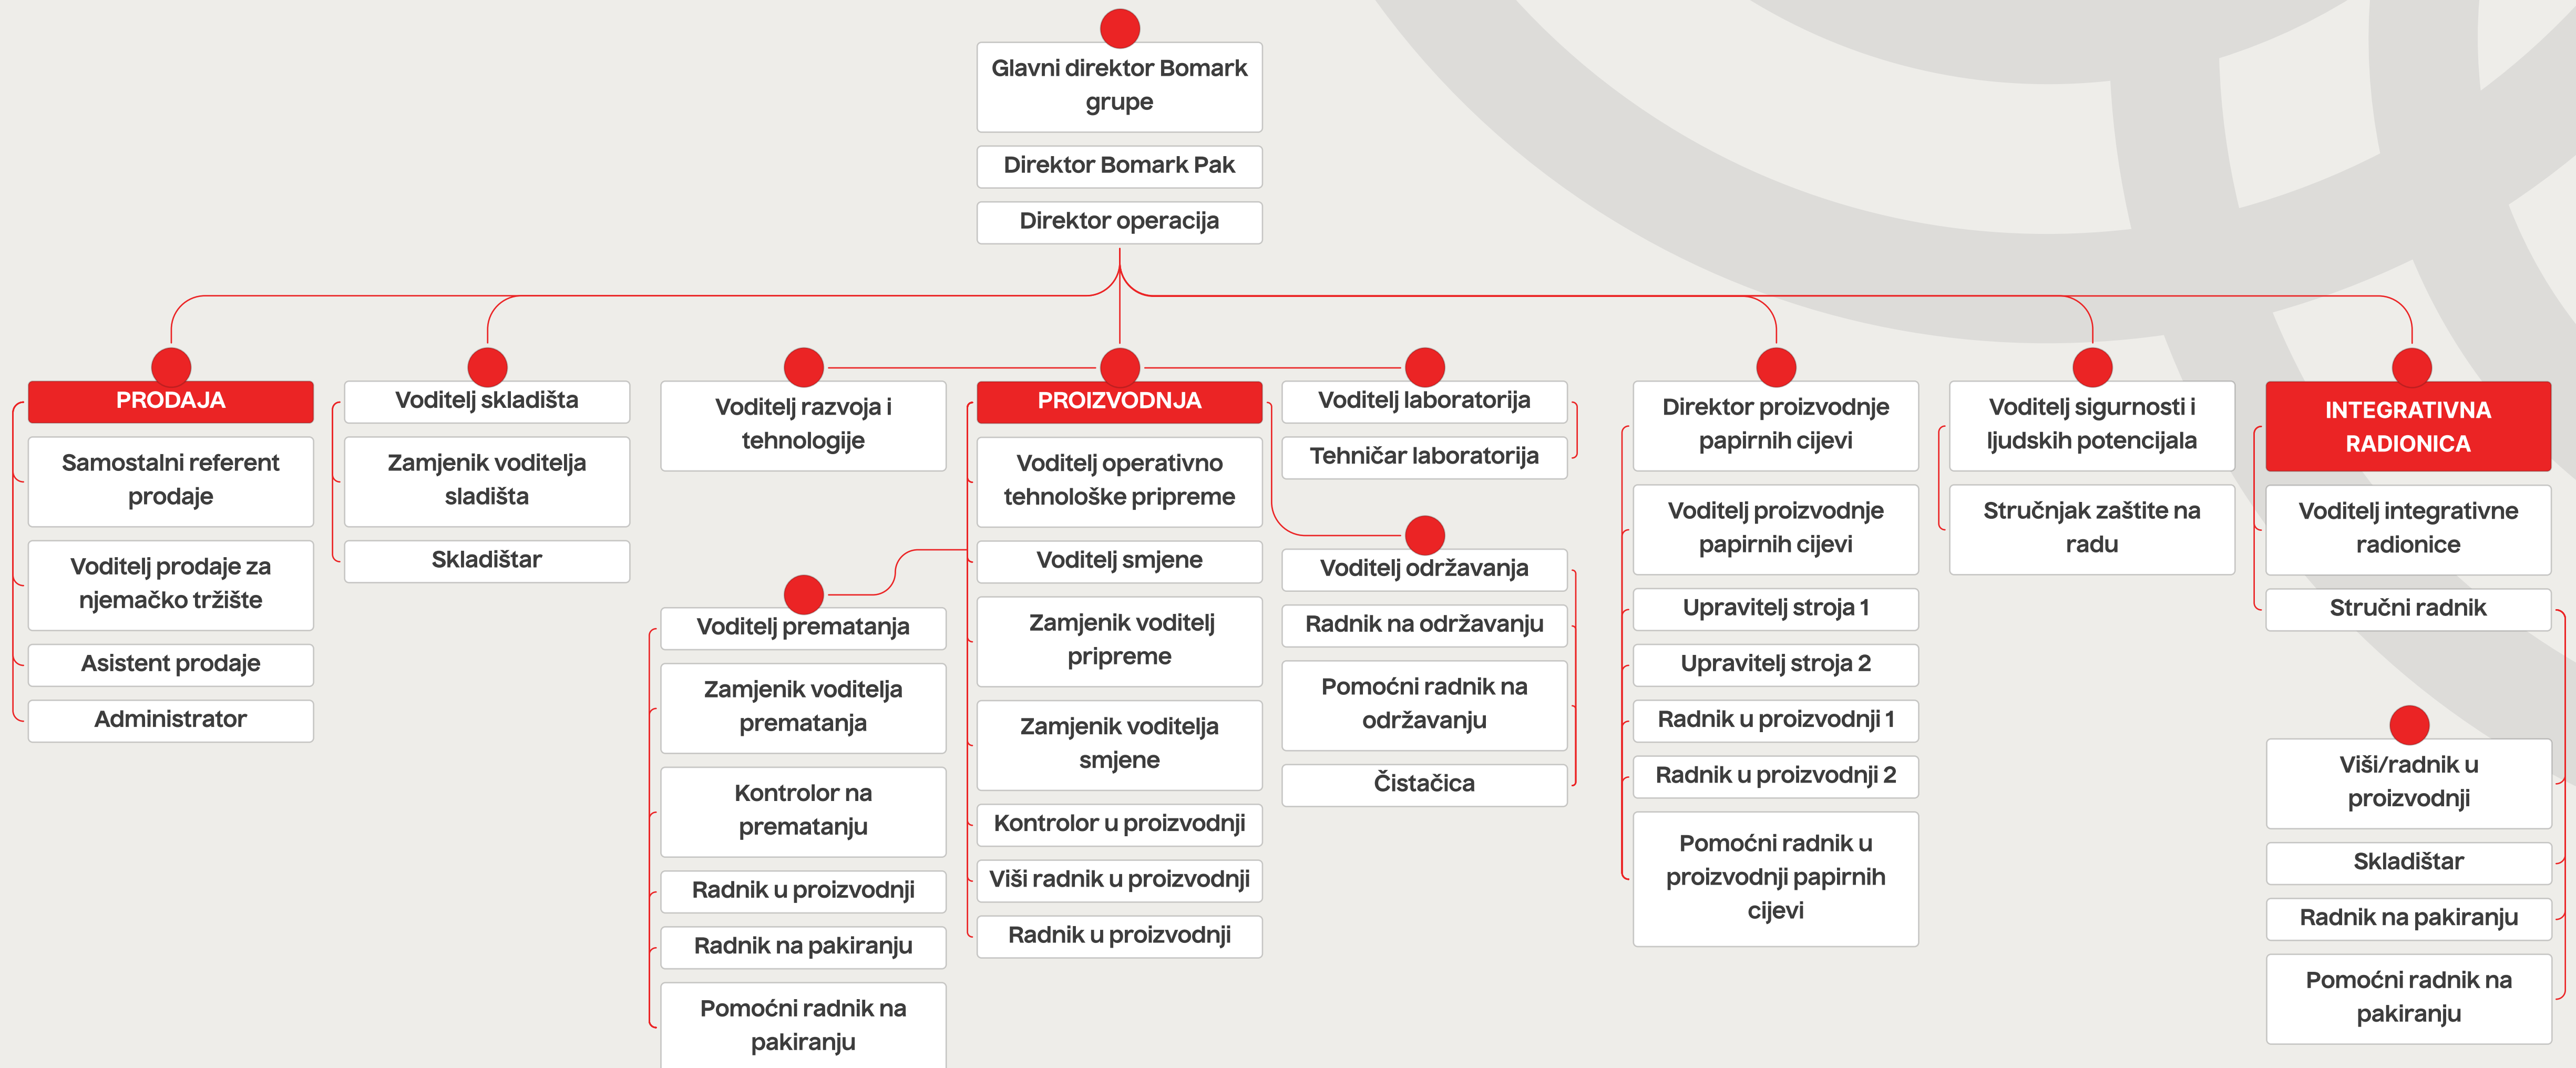 Glavni direktor Bomark
grupe
Direktor Bomark Pak
Direktor operacija
PRODAJA
Samostalni referent
prodaje
Voditelj prodaje za
njemačko tržište
Asistent prodaje
Administrator
Voditelj skladišta
Zamjenik voditelja
sladišta
Skladištar
Voditelj razvoja i
tehnologije
Voditelj prematanja
Zamjenik voditelja
prematanja
Kontrolor na
prematanju
Radnik u proizvodnji
Radnik na pakiranju
Pomoćni radnik na
pakiranju
PROIZVODNJA
Voditelj operativno
tehnološke pripreme
Voditelj smjene
Zamjenik voditelj
pripreme
Zamjenik voditelja
smjene
Kontrolor u proizvodnji
Viši radnik u proizvodnji
Radnik u proizvodnji
Voditelj laboratorija
Tehničar laboratorija
Voditelj održavanja
Radnik na održavanju
Pomoćni radnik na
održavanju
Čistačica
Direktor proizvodnje
papirnih cijevi
Voditelj proizvodnje
papirnih cijevi
Upravitelj stroja 1
Upravitelj stroja 2
Radnik u proizvodnji 1
Radnik u proizvodnji 2
Pomoćni radnik u
proizvodnji papirnih
cijevi
Voditelj sigurnosti i
ljudskih potencijala
Stručnjak zaštite na
radu
INTEGRATIVNA
RADIONICA
Voditelj integrativne
radionice
Stručni radnik
Viši/radnik u
proizvodnji
Skladištar
Radnik na pakiranju
Pomoćni radnik na
pakiranju